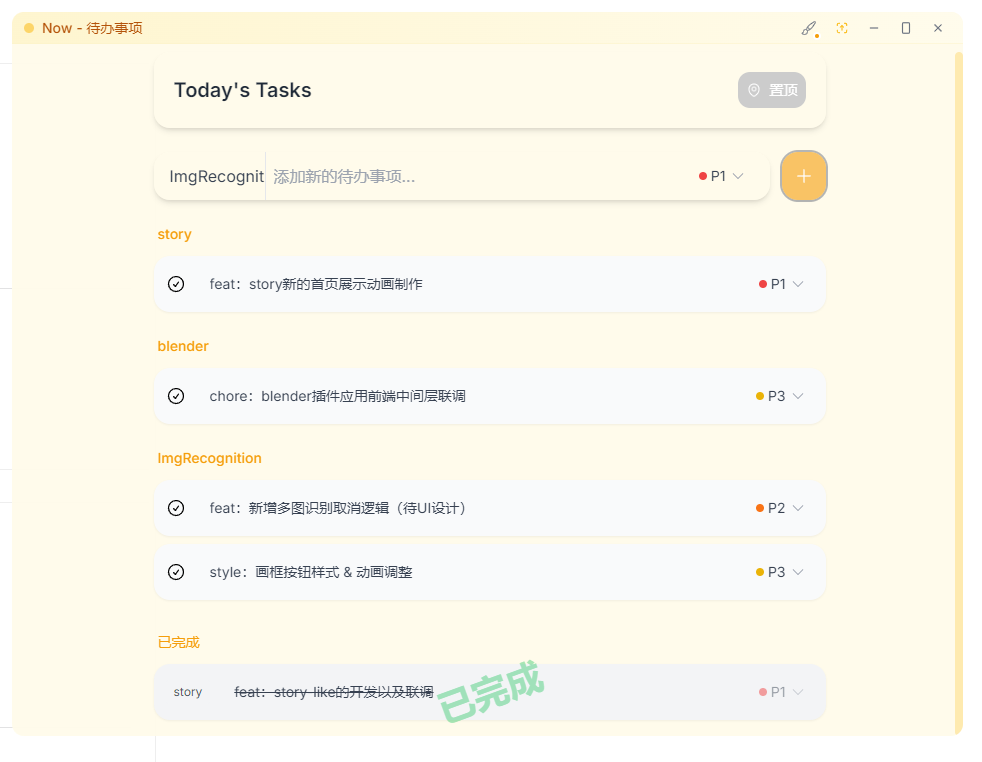 Now - 待办事项
Today's Tasks
置顶
ImgRecognit 添加新的待办事项... P1
story
feat：story新的首页展示动画制作 P1
blender
chore：blender插件应用前端中间层联调 P3
ImgRecognition
feat：新增多图识别取消逻辑（待UI设计） P2
style：画框按钮样式 & 动画调整 P3
已完成
story feat：story-like的开发以及联调 已完成 P1